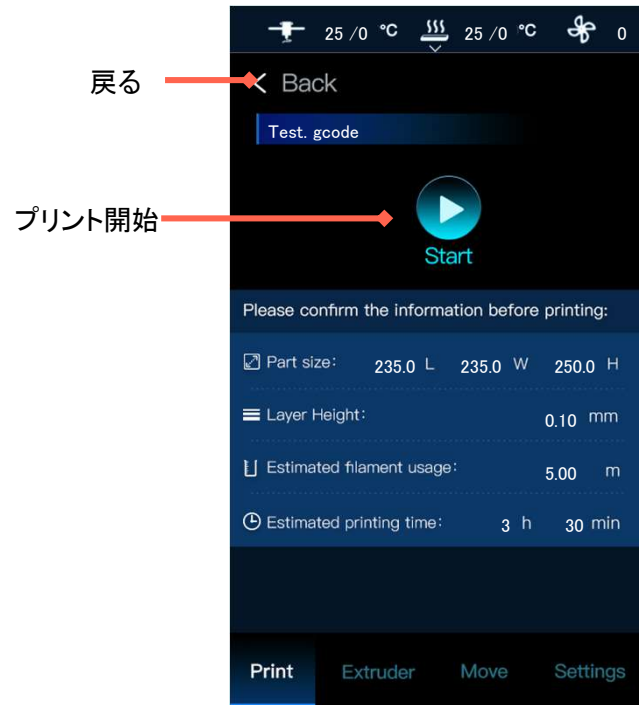 25 /0 °C 25 /0 °C 0
戻る
Back
Test. gcode
プリント開始
Start
Please confirm the information before printing:
Part size: 235.0 L 235.0 W 250.0 H
Layer Height: 0.10 mm
Estimated filament usage: 5.00 m
Estimated printing time: 3 h 30 min
Print Extruder Move Settings